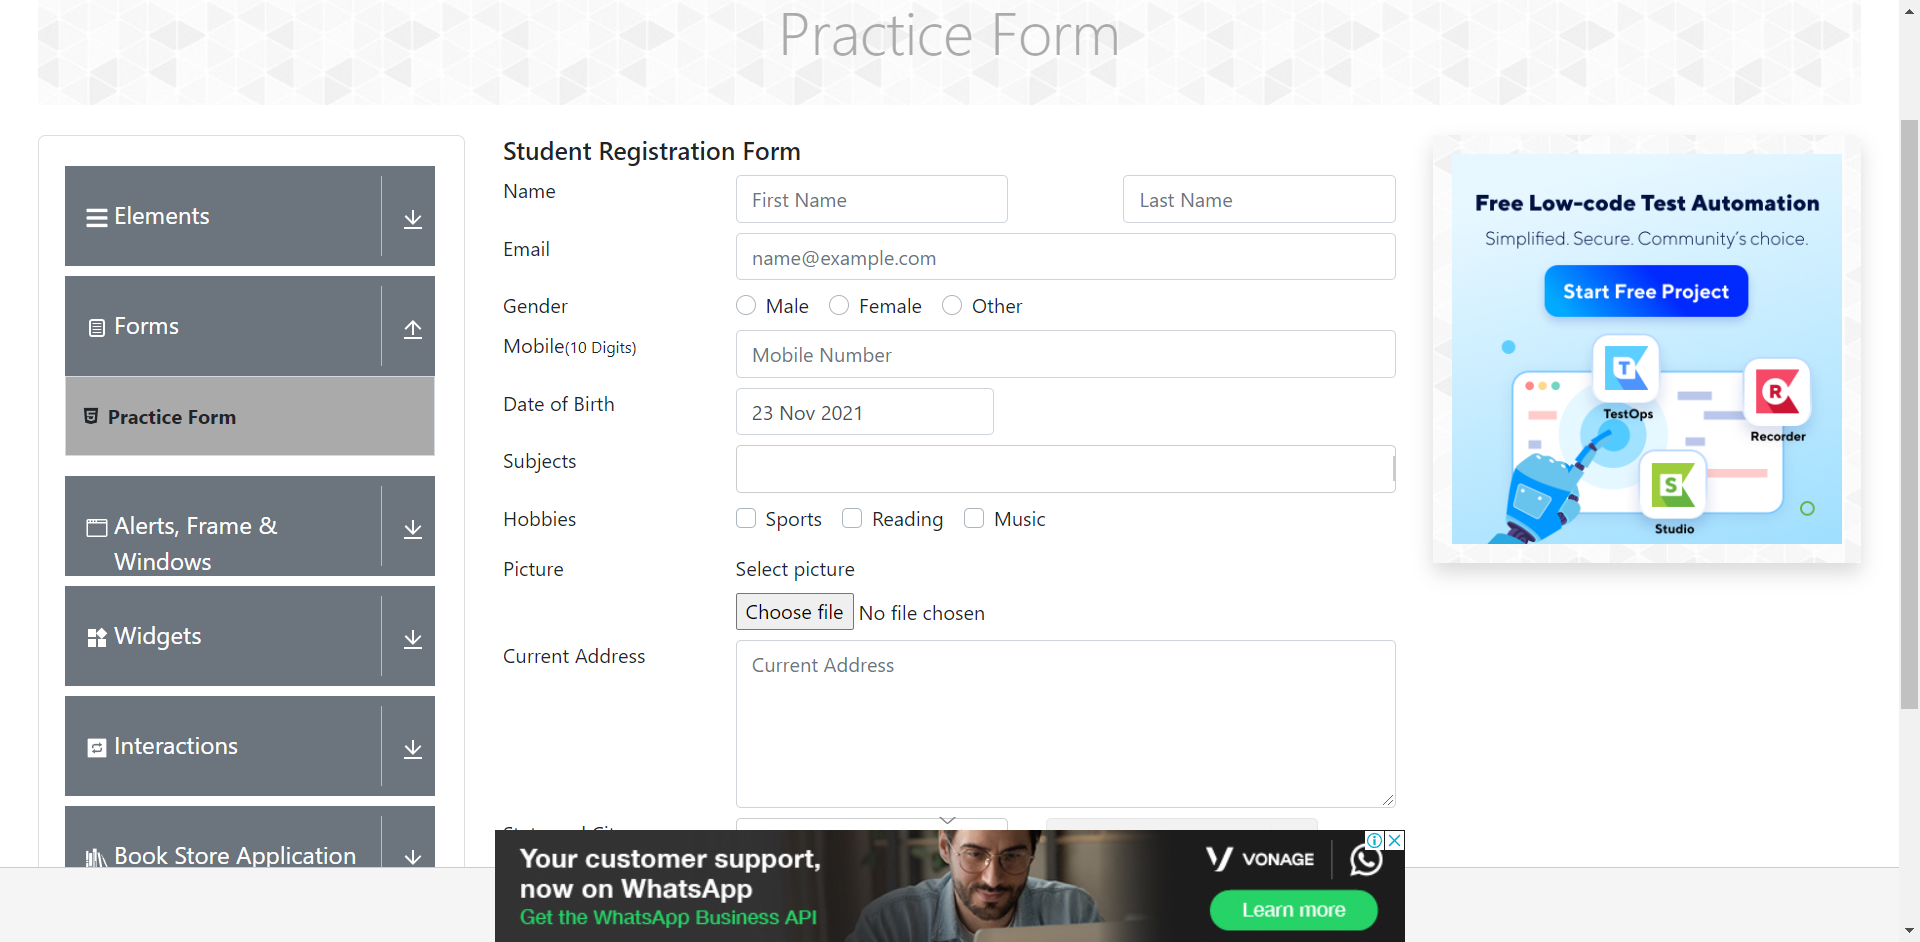 Practice Form
Elements
Forms
Practice Form
Alerts, Frame &
Windows
Widgets
Interactions
Book Store Application
Student Registration Form
Name
First Name
Last Name
Email
name@example.com
Gender
Male
Female
Other
Mobile(10 Digits)
Mobile Number
Date of Birth
23 Nov 2021
Subjects
Hobbies
Sports
Reading
Music
Picture
Select picture
Choose file No file chosen
Current Address
Current Address
Free Low-code Test Automation
Simplified. Secure. Community's choice.
Start Free Project
T
TestOps
R
Recorder
S
Studio
Your customer support,
now on WhatsApp
Get the WhatsApp Business API
VONAGE
Learn more